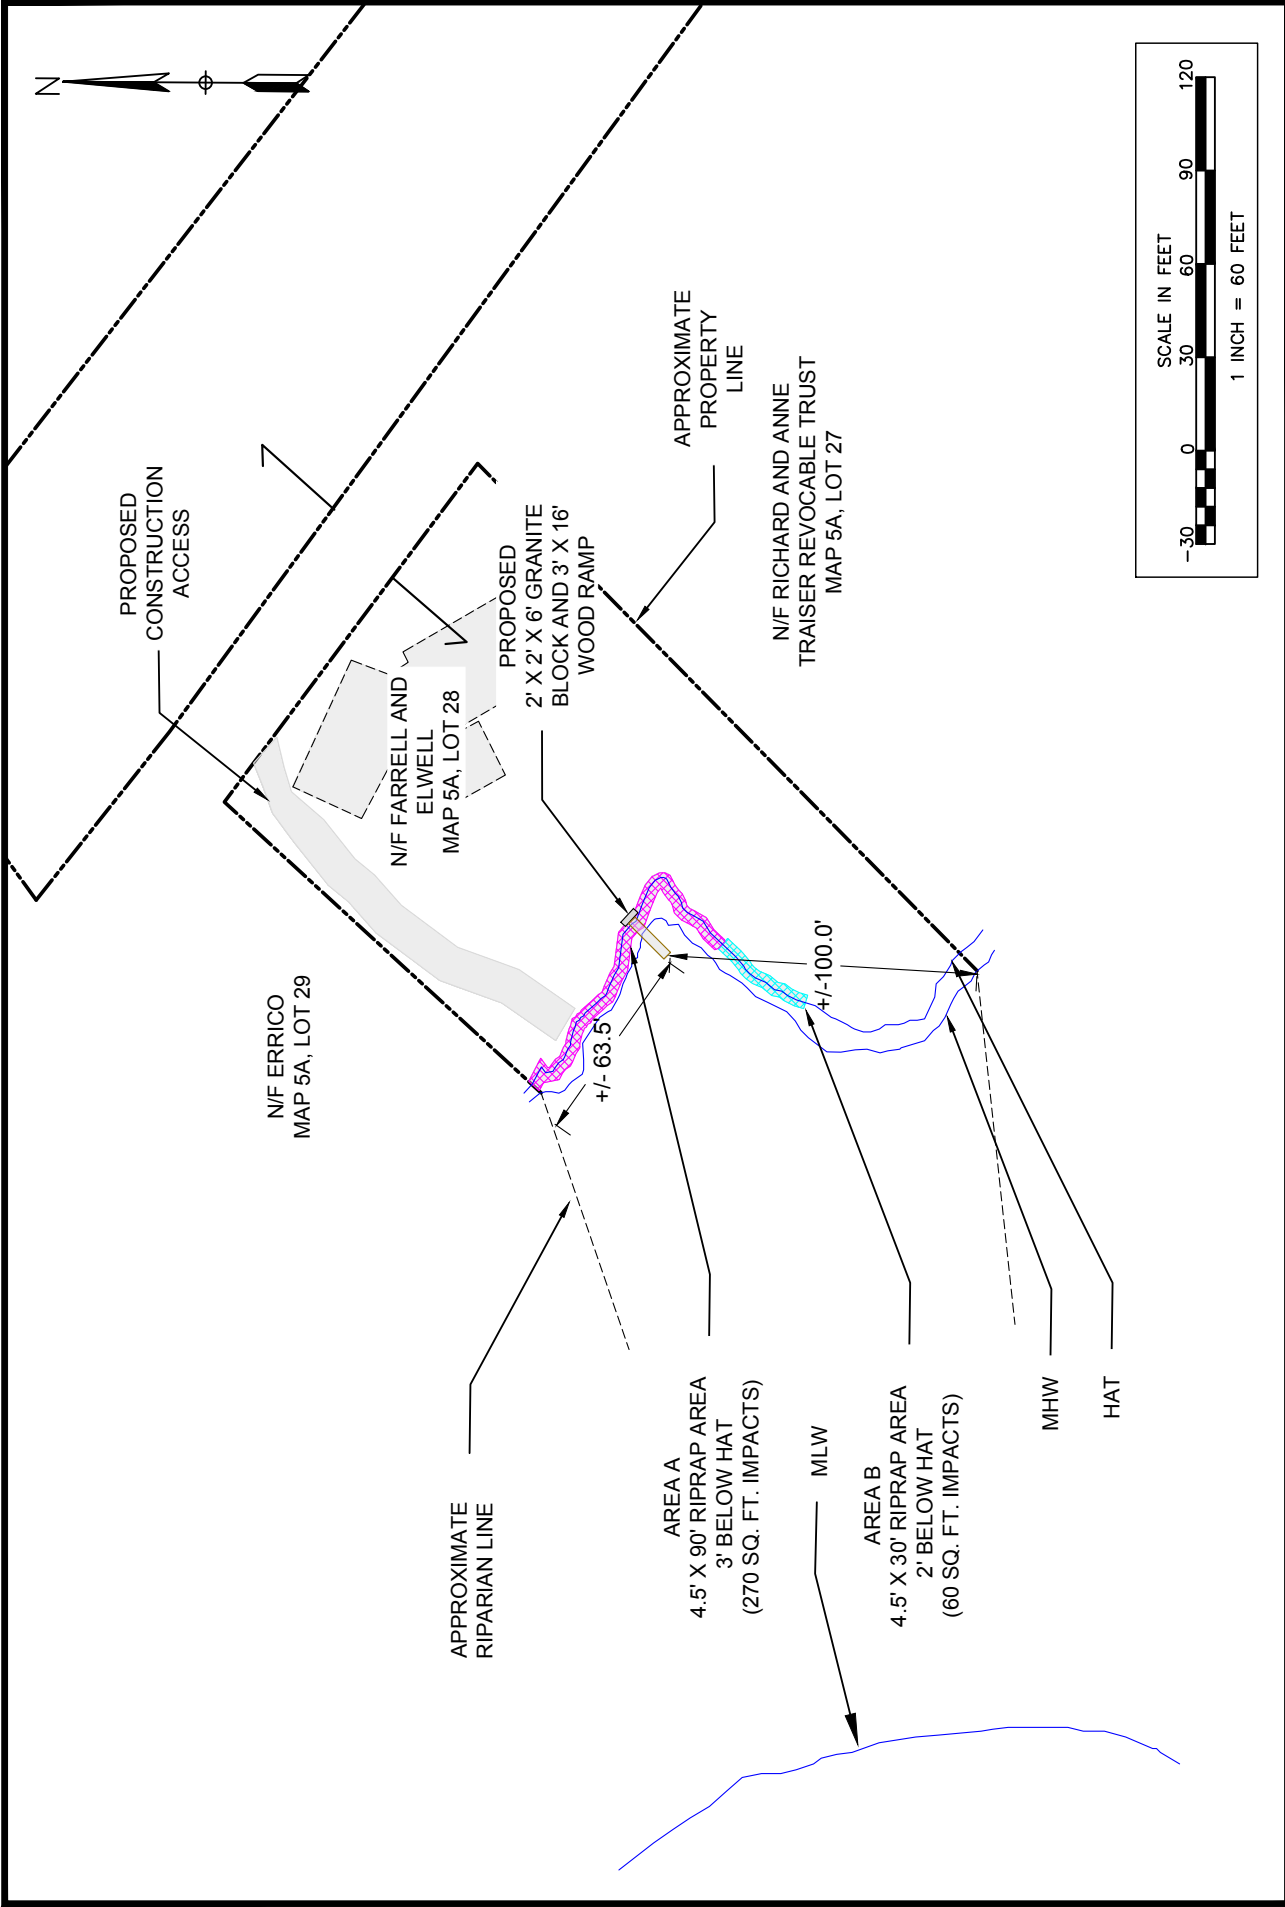 N
PROPOSED
CONSTRUCTION
ACCESS
N/F ERRICO
MAP 5A, LOT 29
N/F FARRELL AND
ELWELL
MAP 5A, LOT 28
PROPOSED
2' X 2' X 6' GRANITE
BLOCK AND 3' X 16'
WOOD RAMP
APPROXIMATE
PROPERTY
LINE
N/F RICHARD AND ANNE
TRAISER REVOCABLE TRUST
MAP 5A, LOT 27
+/- 63.5'
+/-100.0'
APPROXIMATE
RIPARIAN LINE
AREA A
4.5' X 90' RIPRAP AREA
3' BELOW HAT
(270 SQ. FT. IMPACTS)
MLW
AREA B
4.5' X 30' RIPRAP AREA
2' BELOW HAT
(60 SQ. FT. IMPACTS)
MHW
HAT
SCALE IN FEET
-30 0 30 60 90 120
1 INCH = 60 FEET